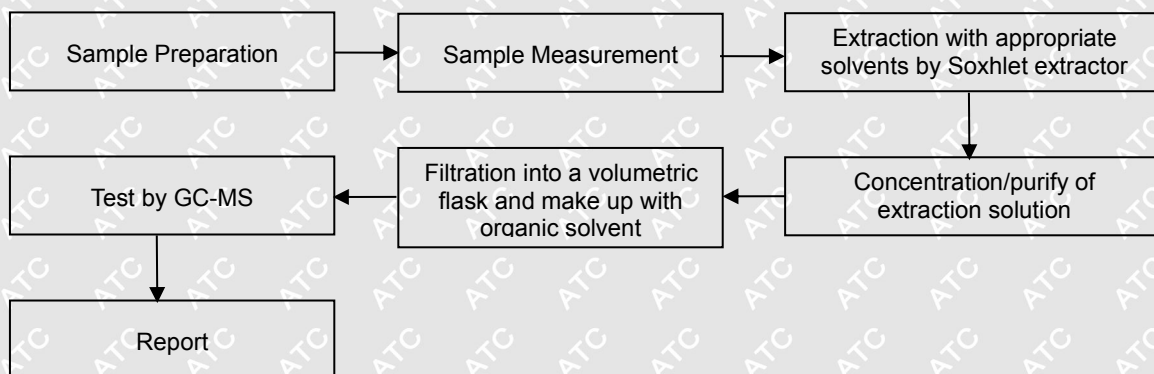 Sample Preparation
Sample Measurement
Extraction with appropriate
solvents by Soxhlet extractor
Concentration/purify of
extraction solution
Filtration into a volumetric
flask and make up with
organic solvent
Test by GC-MS
Report
ATC